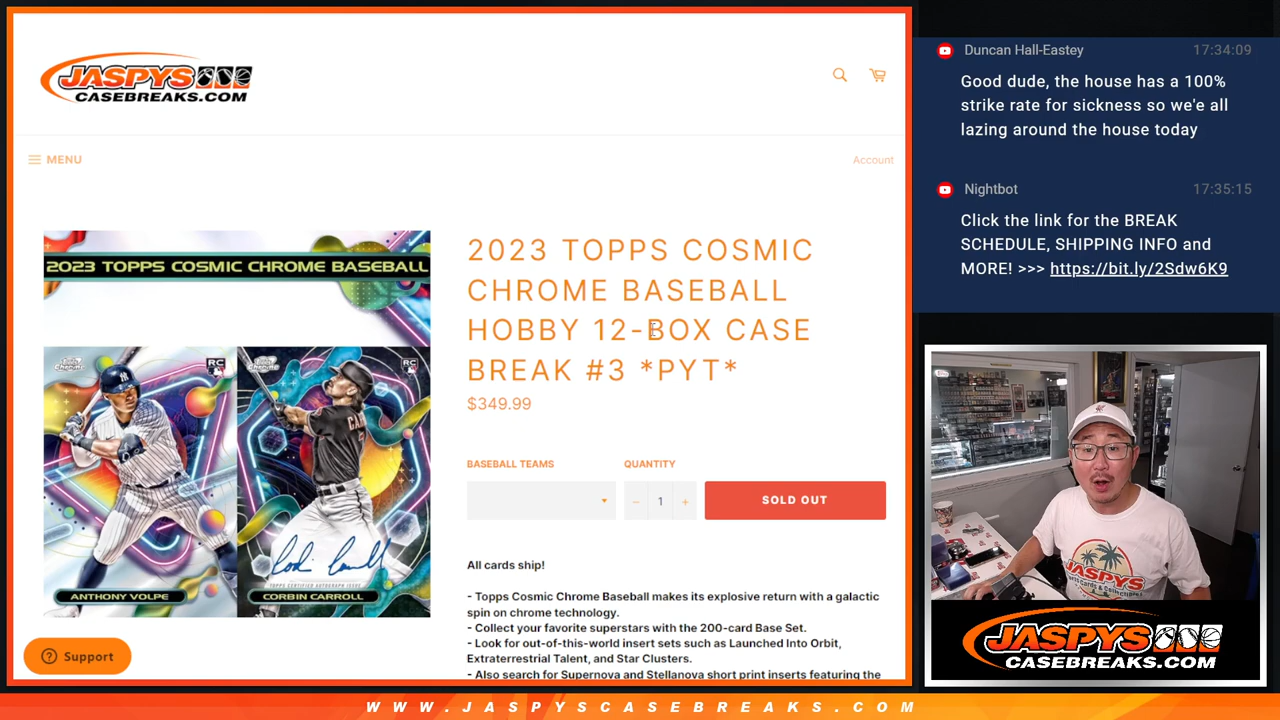 JASPYS
CASEBREAKS.COM
MENU
Account
2023 TOPPS COSMIC CHROME BASEBALL
RC
RC
ANTHONY VOLPE
CORBIN CARROLL
2023 TOPPS COSMIC
CHROME BASEBALL
HOBBY 12-BOX CASE
BREAK #3 *PYT*
$349.99
BASEBALL TEAMS
QUANTITY
− 1 +
SOLD OUT
All cards ship!
- Topps Cosmic Chrome Baseball makes its explosive return with a galactic
spin on chrome technology.
- Collect your favorite superstars with the 200-card Base Set.
- Look for out-of-this-world insert sets such as Launched Into Orbit,
Extraterrestrial Talent, and Star Clusters.
- Also search for Supernova and Stellanova short print inserts featuring the
Support
Duncan Hall-Eastey 17:34:09
Good dude, the house has a 100%
strike rate for sickness so we'e all
lazing around the house today
Nightbot 17:35:15
Click the link for the BREAK
SCHEDULE, SHIPPING INFO and
MORE! >>> https://bit.ly/2Sdw6K9
JASPYS
JASPYS
CASEBREAKS.COM
WWW.JASPYSCASEBREAKS.COM